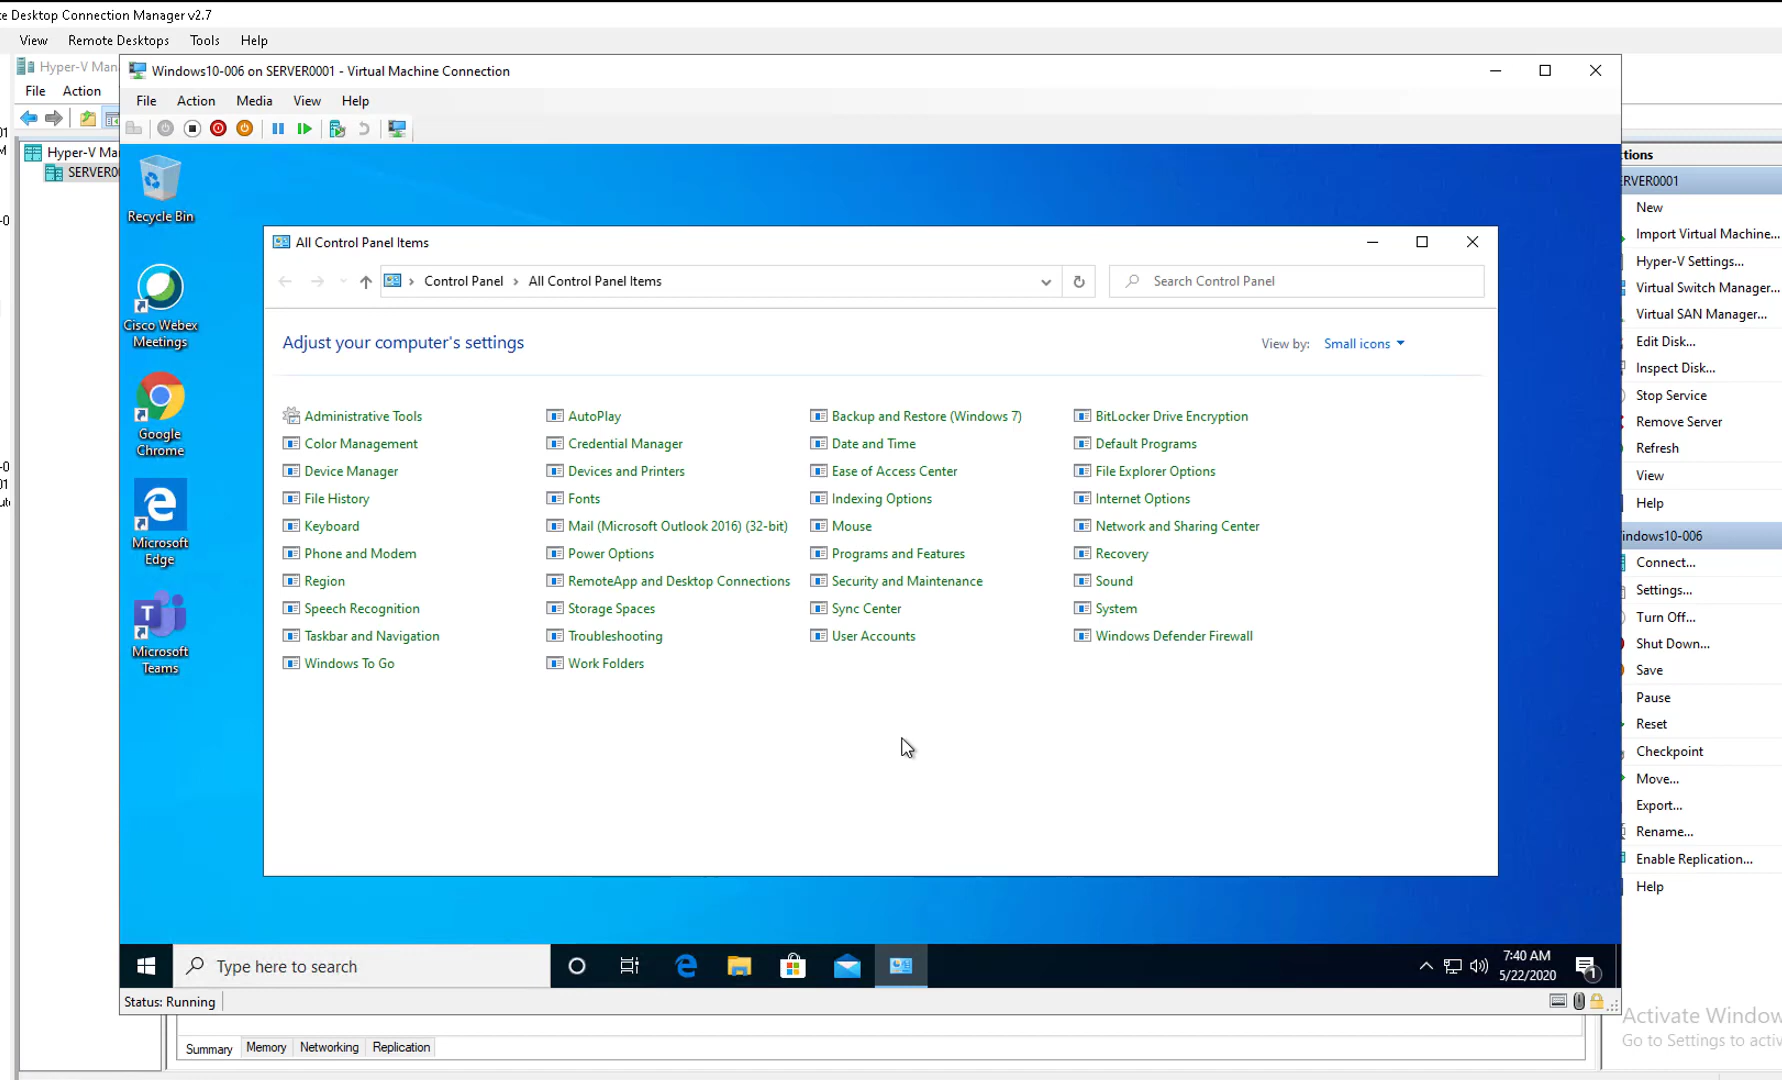 te Desktop Connection Manager v2.7
View Remote Desktops Tools Help
Hyper-V Man
Windows10-006 on SERVER0001 - Virtual Machine Connection
File Action
File Action Media View Help
01
M
Hyper-V Ma
SERVER0
-0
-0
01
Recycle Bin
Cisco Webex
Meetings
Google
Chrome
Microsoft
Edge
Microsoft
Teams
All Control Panel Items
Control Panel › All Control Panel Items
Search Control Panel
Adjust your computer's settings
View by: Small icons
Administrative Tools
AutoPlay
Backup and Restore (Windows 7)
BitLocker Drive Encryption
Color Management
Credential Manager
Date and Time
Default Programs
Device Manager
Devices and Printers
Ease of Access Center
File Explorer Options
File History
Fonts
Indexing Options
Internet Options
Keyboard
Mail (Microsoft Outlook 2016) (32-bit)
Mouse
Network and Sharing Center
Phone and Modem
Power Options
Programs and Features
Recovery
Region
RemoteApp and Desktop Connections
Security and Maintenance
Sound
Speech Recognition
Storage Spaces
Sync Center
System
Taskbar and Navigation
Troubleshooting
User Accounts
Windows Defender Firewall
Windows To Go
Work Folders
Type here to search
7:40 AM
5/22/2020
1
Status: Running
Summary Memory Networking Replication
tions
ERVER0001
New
Import Virtual Machine...
Hyper-V Settings...
Virtual Switch Manager...
Virtual SAN Manager...
Edit Disk...
Inspect Disk...
Stop Service
Remove Server
Refresh
View
Help
indows10-006
Connect...
Settings...
Turn Off...
Shut Down...
Save
Pause
Reset
Checkpoint
Move...
Export...
Rename...
Enable Replication...
Help
Activate Window
Go to Settings to activ